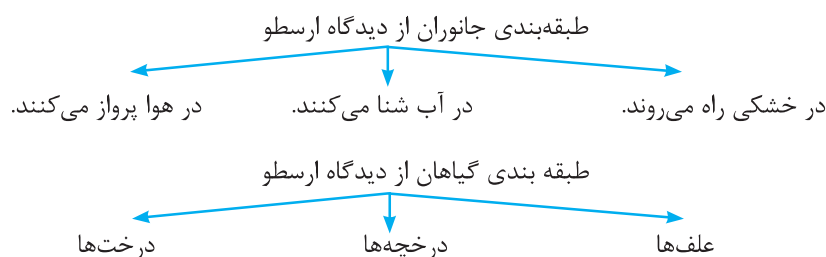 طبقه‌بندی جانوران از دیدگاه ارسطو
در خشکی راه می‌روند. در آب شنا می‌کنند. در هوا پرواز می‌کنند.
طبقه بندی گیاهان از دیدگاه ارسطو
علف‌ها درخچه‌ها درخت‌ها